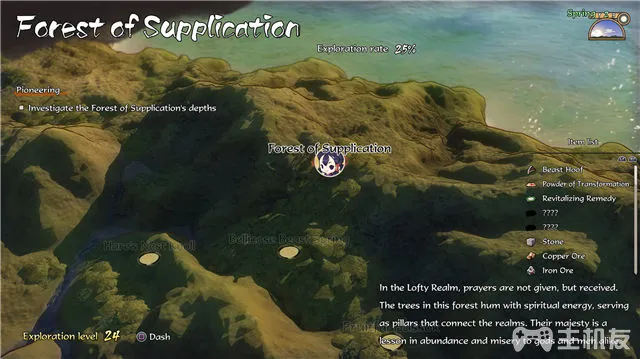 Forest of Supplication
Spring
Exploration rate 25%
Pioneering
Investigate the Forest of Supplication's depths
Forest of Supplication
Item list
Beast Hoof
Powder of Transformation
Revitalizing Remedy
????
????
Stone
Copper Ore
Iron Ore
In the Lofty Realm, prayers are not given, but received.
The trees in this forest hum with spiritual energy, serving
as pillars that connect the realms. Their majesty is a
lesson in abundance and misery to gods and men alike.
Exploration level 24
Dash
主机友